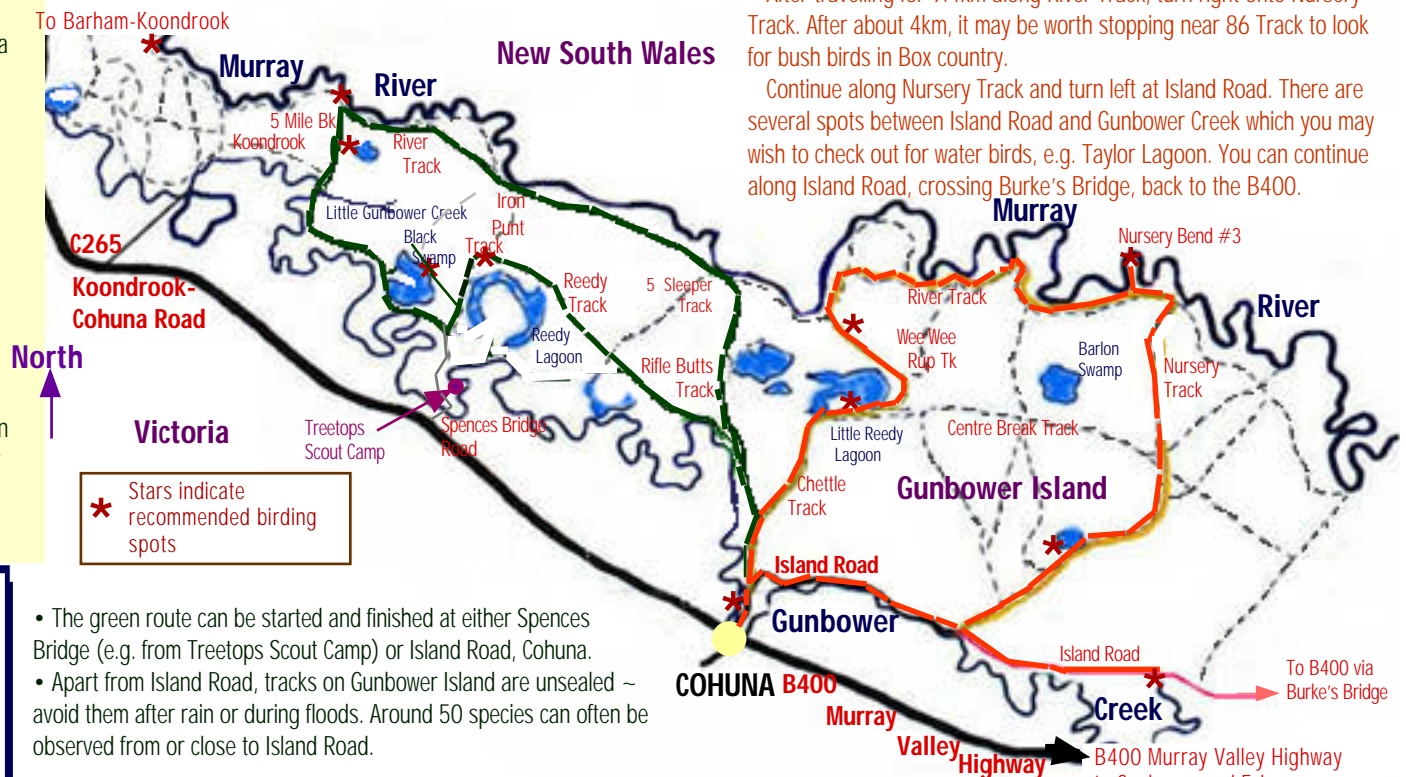 To Barham-Koondrook
a
New South Wales
Track. After about 4km, it may be worth stopping near 86 Track to look
for bush birds in Box country.
Continue along Nursery Track and turn left at Island Road. There are
several spots between Island Road and Gunbower Creek which you may
wish to check out for water birds, e.g. Taylor Lagoon. You can continue
along Island Road, crossing Burke's Bridge, back to the B400.
Murray
River
5 Mile Bk
Koondrook
River
Track
Little Gunbower Creek
Black
Swamp
Iron
Punt
Track
Reedy
Track
5 Sleeper
Track
Reedy
Lagoon
Rifle Butts
Track
C265
Koondrook-
Cohuna Road
North
Victoria
n
Treetops
Scout Camp
Spences Bridge
Road
* Stars indicate
recommended birding
spots
Murray
Nursery Bend #3
River
River Track
Wee Wee
Rup Tk
Barlon
Swamp
Nursery
Track
Little Reedy
Lagoon
Centre Break Track
Chettle
Track
Gunbower Island
Island Road
Gunbower
Island Road
To B400 via
Burke's Bridge
Creek
COHUNA
B400
Murray
Valley
Highway
B400 Murray Valley Highway
• The green route can be started and finished at either Spences
Bridge (e.g. from Treetops Scout Camp) or Island Road, Cohuna.
• Apart from Island Road, tracks on Gunbower Island are unsealed ~
avoid them after rain or during floods. Around 50 species can often be
observed from or close to Island Road.